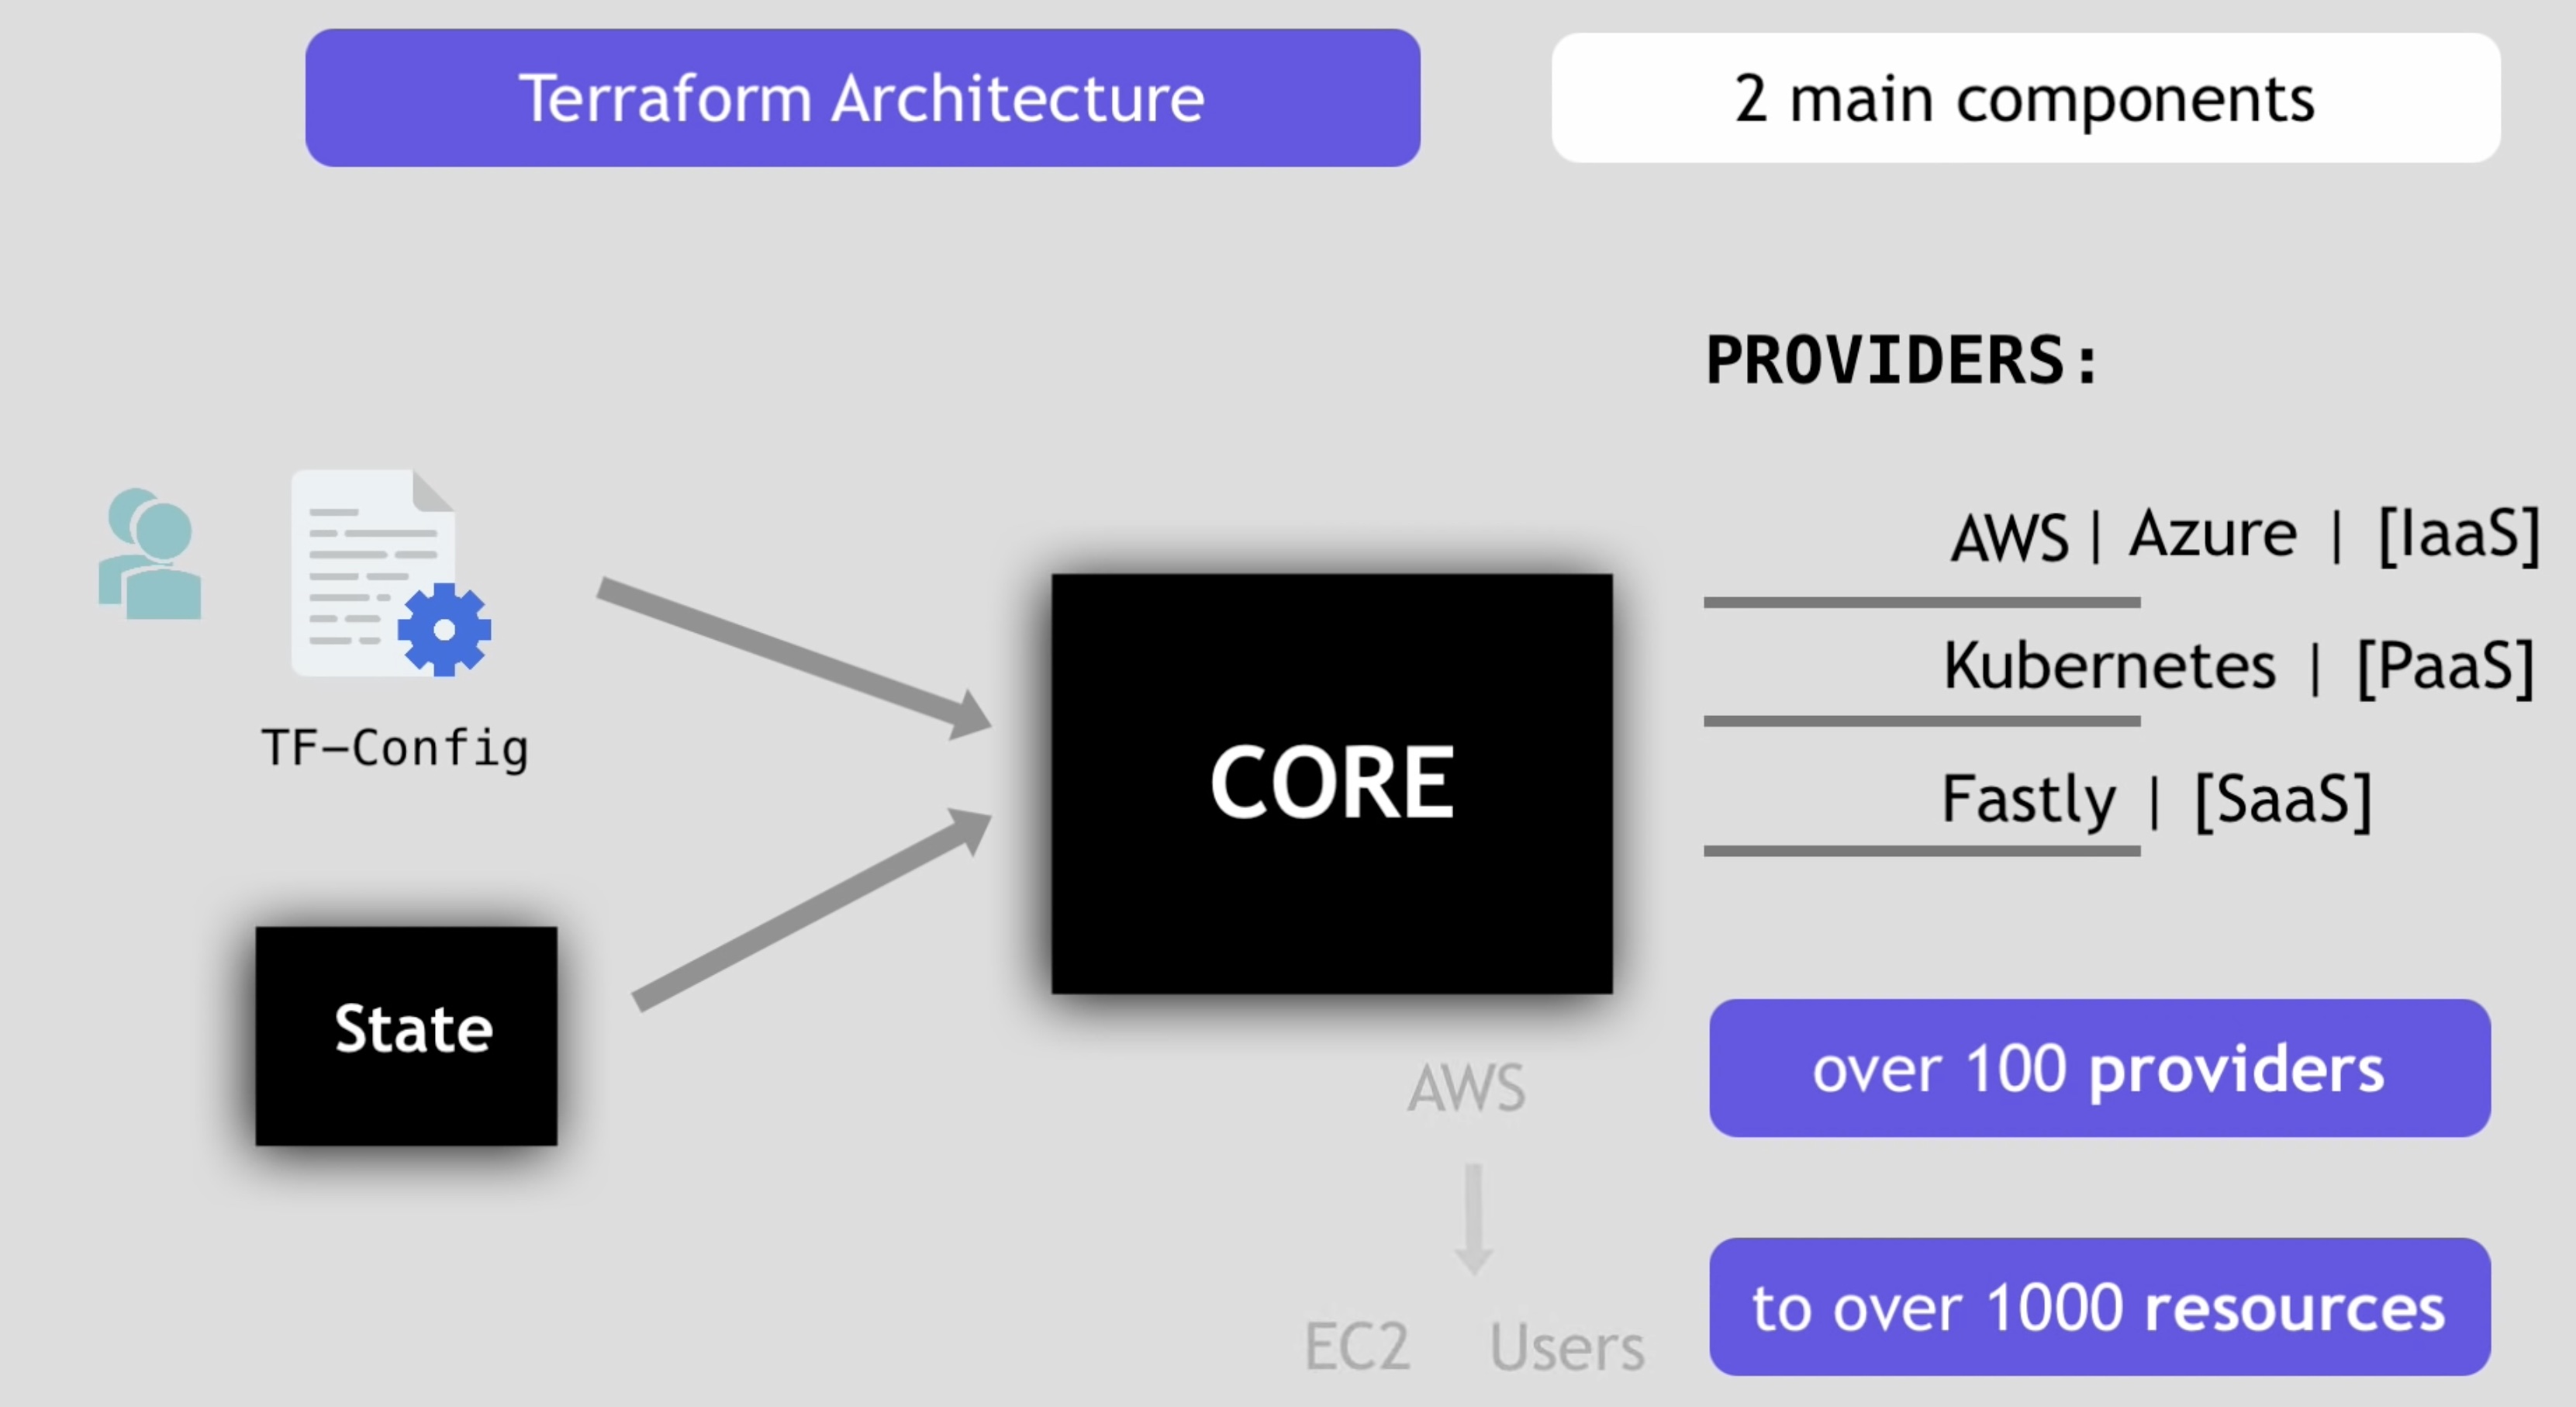 Terraform Architecture
2 main components
PROVIDERS:
AWS | Azure | [IaaS]
Kubernetes | [PaaS]
Fastly | [SaaS]
TF-Config
CORE
State
AWS
EC2 Users
over 100 providers
to over 1000 resources